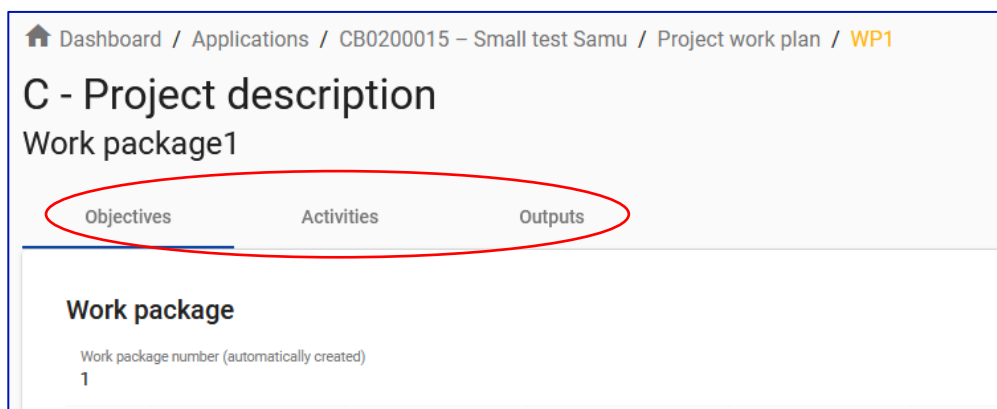 Dashboard / Applications / CB0200015 – Small test Samu / Project work plan / WP1
C - Project description
Work package1
Objectives Activities Outputs
Work package
Work package number (automatically created)
1